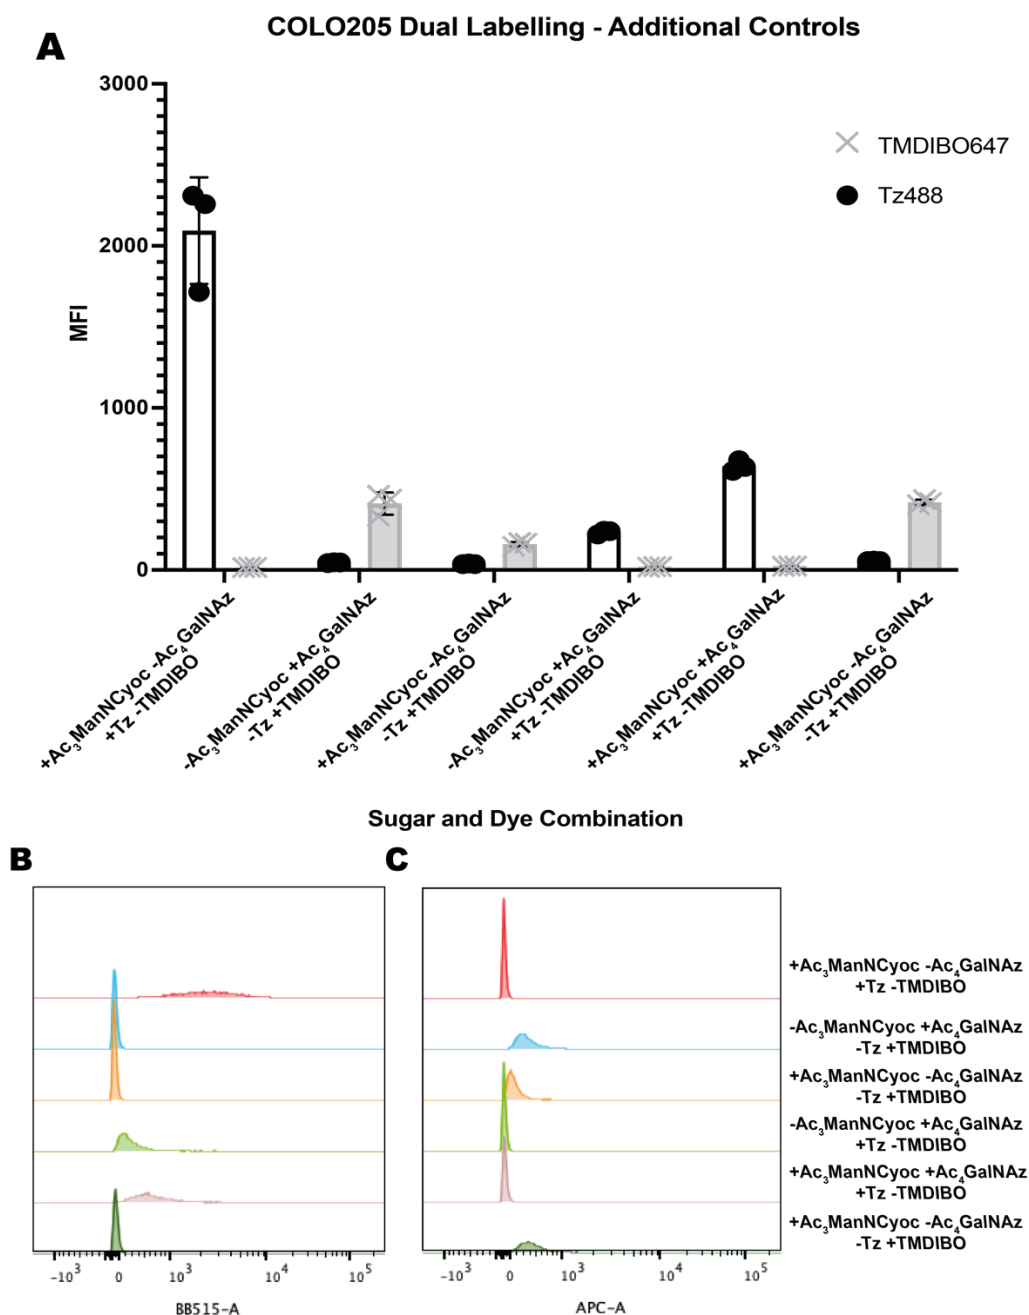 COLO205 Dual Labelling - Additional Controls
A
3000
2000
1000
0
MFI
TMDIBO647
Tz488
+Ac₃ManNCyoc -Ac₄GalNAz
+Tz -TMDIBO
-Ac₃ManNCyoc +Ac₄GalNAz
-Tz +TMDIBO
+Ac₃ManNCyoc -Ac₄GalNAz
-Tz +TMDIBO
-Ac₃ManNCyoc +Ac₄GalNAz
+Tz -TMDIBO
+Ac₃ManNCyoc +Ac₄GalNAz
+Tz -TMDIBO
+Ac₃ManNCyoc -Ac₄GalNAz
-Tz +TMDIBO
Sugar and Dye Combination
B
-10³ 0 10³ 10⁴ 10⁵
BB515-A
C
-10³ 0 10³ 10⁴ 10⁵
APC-A
+Ac₃ManNCyoc -Ac₄GalNAz
+Tz -TMDIBO
-Ac₃ManNCyoc +Ac₄GalNAz
-Tz +TMDIBO
+Ac₃ManNCyoc -Ac₄GalNAz
-Tz +TMDIBO
-Ac₃ManNCyoc +Ac₄GalNAz
+Tz -TMDIBO
+Ac₃ManNCyoc +Ac₄GalNAz
+Tz -TMDIBO
+Ac₃ManNCyoc -Ac₄GalNAz
-Tz +TMDIBO